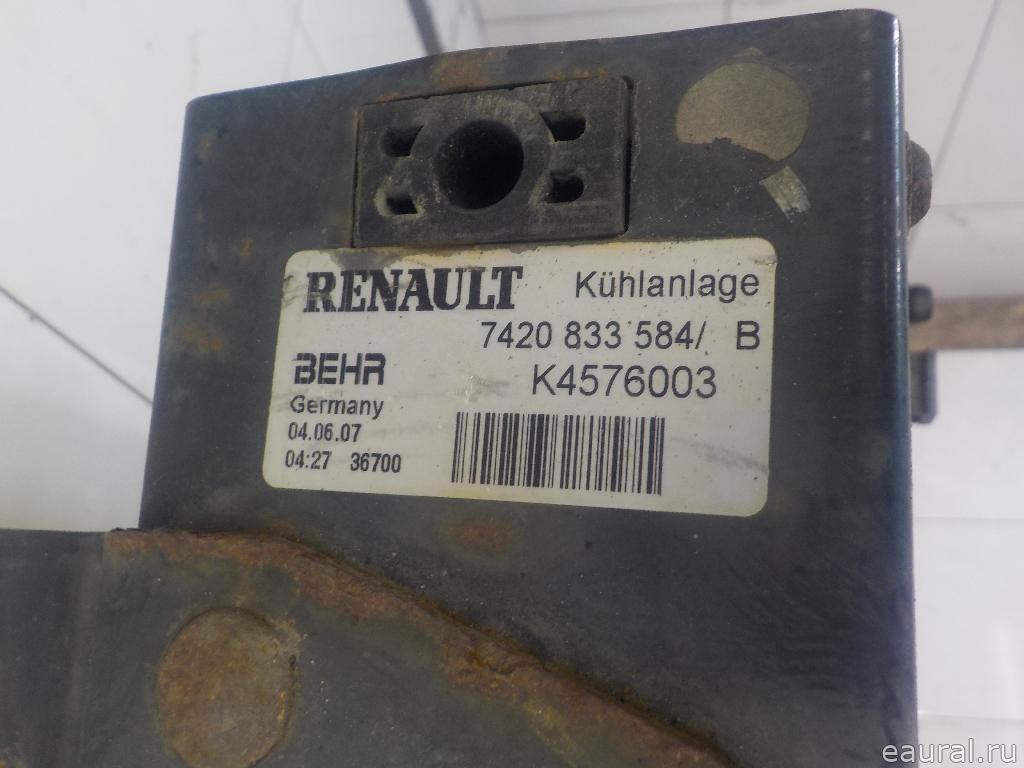 RENAULT Kühlanlage
7420 833 584/ B
BEHR K4576003
Germany
04.06.07
04:27 36700
eaural.ru